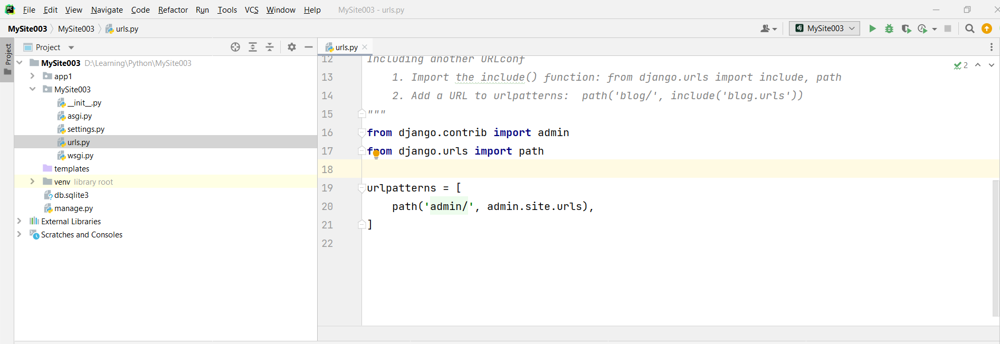 PC File Edit View Navigate Code Refactor Run Tools VCS Window Help MySite003 - urls.py
MySite003 MySite003 urls.py dj MySite003
Project
Project
urls.py
MySite003 D:\Learning\Python\MySite003
app1
MySite003
__init__.py
asgi.py
settings.py
urls.py
wsgi.py
templates
venv library root
db.sqlite3
manage.py
External Libraries
Scratches and Consoles
12 Including another URLconf
2
13 1. Import the include() function: from django.urls import include, path
14 2. Add a URL to urlpatterns:  path('blog/', include('blog.urls'))
15 """
16 from django.contrib import admin
17 from django.urls import path
18
19 urlpatterns = [
20 path('admin/', admin.site.urls),
21 ]
22